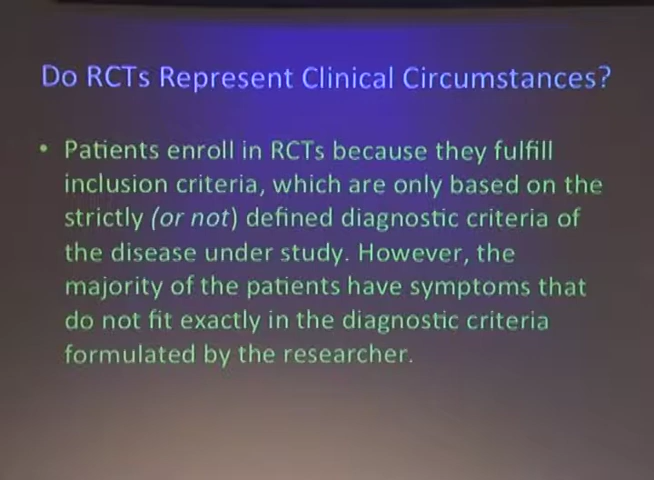 Do RCTs Represent Clinical Circumstances?
• Patients enroll in RCTs because they fulfill
inclusion criteria, which are only based on the
strictly (or not) defined diagnostic criteria of
the disease under study. However, the
majority of the patients have symptoms that
do not fit exactly in the diagnostic criteria
formulated by the researcher.